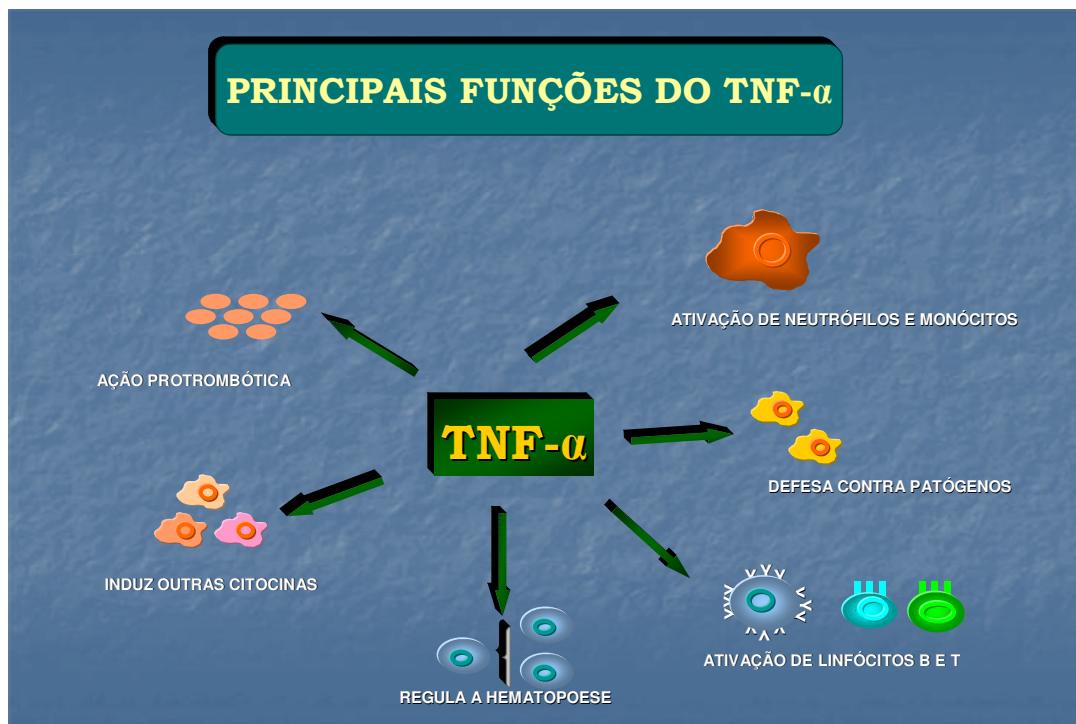 PRINCIPAIS FUNÇÕES DO TNF-α
ATIVAÇÃO DE NEUTRÓFILOS E MONÓCITOS
AÇÃO PROTROMBÓTICA
TNF-α
DEFESA CONTRA PATÓGENOS
INDUZ OUTRAS CITOCINAS
ATIVAÇÃO DE LINFÓCITOS B E T
REGULA A HEMATOPOESE